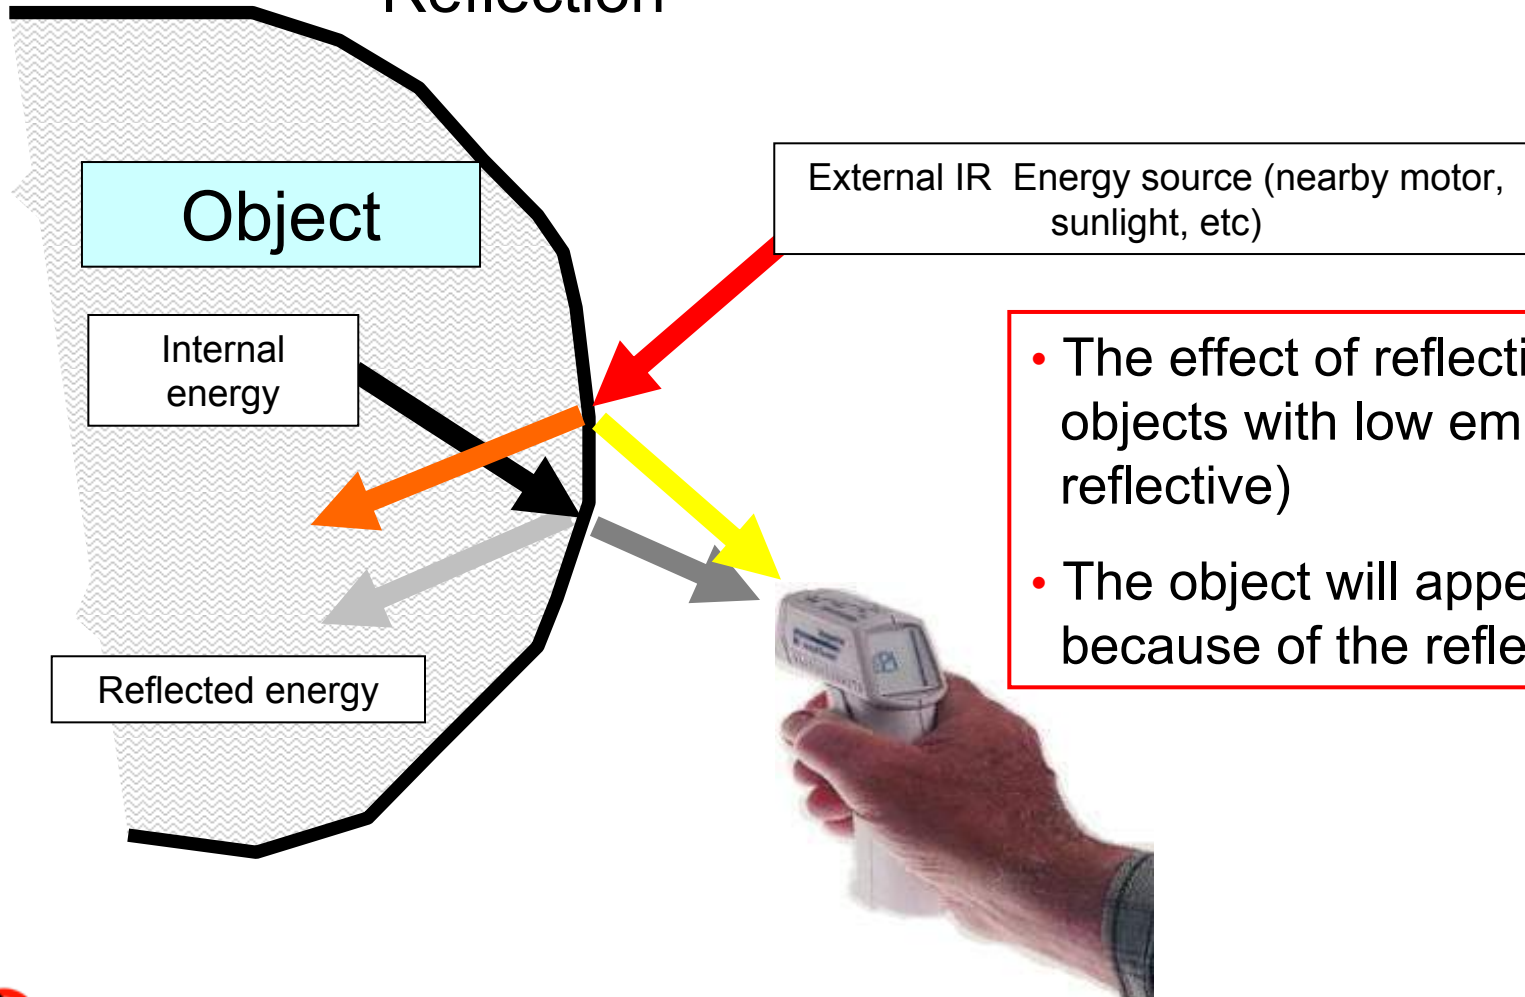 Reflection
Object
External IR Energy source (nearby motor,
sunlight, etc)
Internal
energy
• The effect of reflecti
objects with low em
reflective)
• The object will appe
because of the refle
Reflected energy